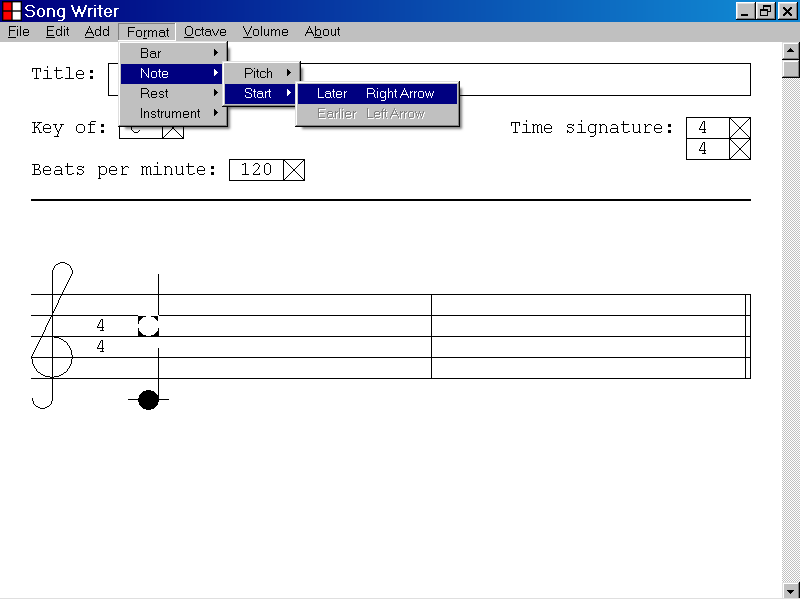 Song Writer
File Edit Add Format Octave Volume About
Bar
Title:
Note
Pitch
Rest
Start
Later Right Arrow
Instrument
Earlier Left Arrow
Key of: C
Time signature: 4
4
Beats per minute: 120
4
4